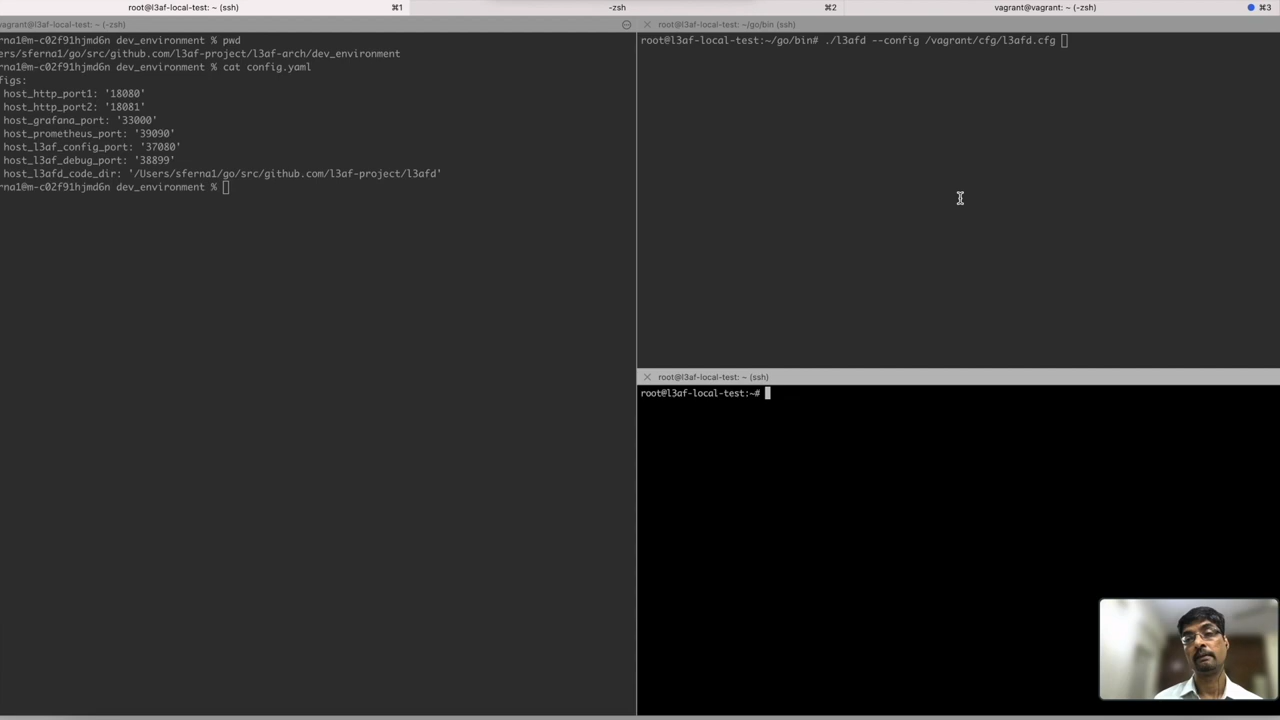 root@l3af-local-test: ~ (ssh) ⌘1 -zsh ⌘2 vagrant@vagrant: ~ (-zsh) ⌘3
vagrant@l3af-local-test: ~ (-zsh)
rna1@m-c02f91hjmd6n dev_environment % pwd
ers/sferna1/go/src/github.com/l3af-project/l3af-arch/dev_environment
rna1@m-c02f91hjmd6n dev_environment % cat config.yaml
figs:
host_http_port1: '18080'
host_http_port2: '18081'
host_grafana_port: '33000'
host_prometheus_port: '39090'
host_l3af_config_port: '37080'
host_l3af_debug_port: '38899'
host_l3afd_code_dir: '/Users/sferna1/go/src/github.com/l3af-project/l3afd'
rna1@m-c02f91hjmd6n dev_environment %
root@l3af-local-test: ~/go/bin (ssh)
root@l3af-local-test:~/go/bin# ./l3afd --config /vagrant/cfg/l3afd.cfg
root@l3af-local-test: ~ (ssh)
root@l3af-local-test:~#